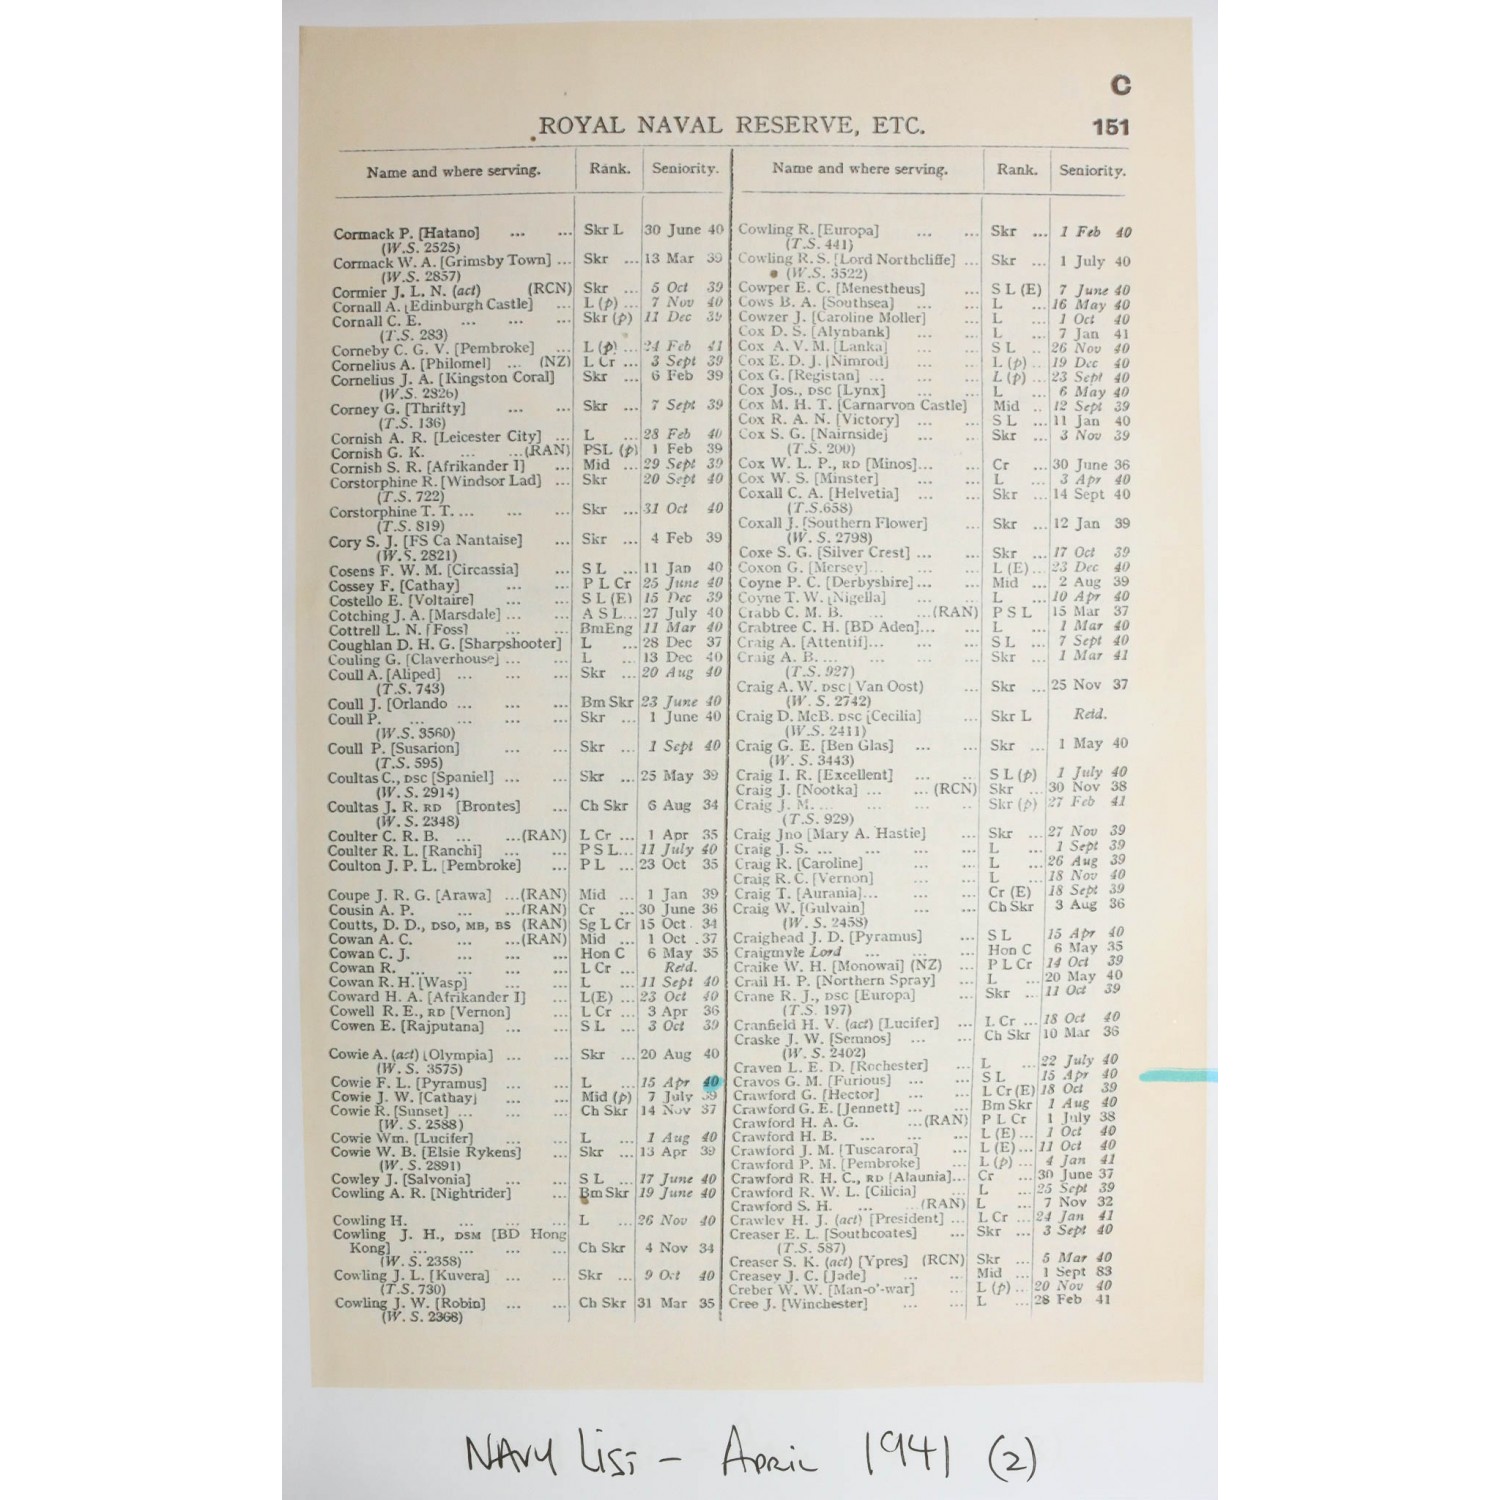 C
ROYAL NAVAL RESERVE, ETC.
151
Name and where serving. Rank. Seniority.
Cormack P. [Hatano] ... ... Skr L 30 June 40
(W.S. 2525)
Cormack W. A. [Grimsby Town] ... Skr ... 13 Mar 39
(W.S. 2857)
Cormier J. L. N. (act) (RCN) Skr ... 5 Oct 39
Cornall A. [Edinburgh Castle] ... L (p) ... 7 Nov 40
Cornall C. E. ... ... ... Skr (p) 11 Dec 39
(T.S. 283)
Corneby C. G. V. [Pembroke] ... L (p) ... 24 Feb 41
Cornelius A. [Philomel] ... (NZ) L Cr ... 3 Sept 39
Cornelius J. A. [Kingston Coral] Skr ... 6 Feb 39
(W.S. 2826)
Corney G. [Thrifty] ... ... Skr ... 7 Sept 39
(T.S. 136)
Cornish A. R. [Leicester City] ... L ... 28 Feb 40
Cornish G. K. ... ...(RAN) PSL (p) 1 Feb 39
Cornish S. R. [Afrikander I] ... Mid ... 29 Sept 39
Corstorphine R. [Windsor Lad] ... Skr 20 Sept 40
(T.S. 722)
Corstorphine T. T. ... ... ... Skr ... 31 Oct 40
(T.S. 819)
Cory S. J. [FS Ca Nantaise] ... Skr ... 4 Feb 39
(W.S. 2821)
Cosens F. W. M. [Circassia] ... S L ... 11 Jan 40
Cossey F. [Cathay] ... ... P L Cr 25 June 40
Costello E. [Voltaire] ... ... S L (E) 15 Dec 39
Cotching J. A. [Marsdale] ... ... A S L... 27 July 40
Cottrell L. N. [Foss] ... ... BmEng 11 Mar 40
Coughlan D. H. G. [Sharpshooter] L ... 28 Dec 37
Couling G. [Claverhouse] ... ... L ... 13 Dec 40
Coull A. [Aliped] ... ... ... Skr ... 20 Aug 40
(T.S. 743)
Coull J. [Orlando ... ... ... Bm Skr 23 June 40
Coull P. ... ... ... ... Skr ... 1 June 40
(W.S. 3560)
Coull P. [Susarion] ... ... Skr ... 1 Sept 40
(T.S. 595)
Coultas C., DSC [Spaniel] ... ... Skr ... 25 May 39
(W.S. 2914)
Coultas J. R. RD [Brontes] ... Ch Skr 6 Aug 34
(W.S. 2348)
Coulter C. R. B. ... ...(RAN) L Cr ... 1 Apr 35
Coulter R. L. [Ranchi] ... ... P S L... 11 July 40
Coulton J. P. L. [Pembroke] ... P L ... 23 Oct 35
Coupe J. R. G. [Arawa] ...(RAN) Mid ... 1 Jan 39
Cousin A. P. ... ...(RAN) Cr ... 30 June 36
Coutts, D. D., DSO, MB, BS (RAN) Sg L Cr 15 Oct 34
Cowan A. C. ... ...(RAN) Mid ... 1 Oct 37
Cowan C. J. ... ... ... Hon C 6 May 35
Cowan R. ... ... ... ... L Cr ... Retd.
Cowan R. H. [Wasp] ... ... L ... 11 Sept 40
Coward H. A. [Afrikander I] ... L(E) ... 23 Oct 40
Cowell R. E., RD [Vernon] ... L Cr ... 3 Apr 36
Cowen E. [Rajputana] ... ... S L ... 3 Oct 39
Cowie A. (act) [Olympia] ... ... Skr ... 20 Aug 40
(W.S. 3575)
Cowie F. L. [Pyramus] ... ... L ... 15 Apr 40
Cowie J. W. [Cathay] ... ... Mid (p) 7 July 39
Cowie R. [Sunset] ... ... ... Ch Skr 14 Nov 37
[W.S. 2588)
Cowie Wm. [Lucifer] ... ... L ... 1 Aug 40
Cowie W. B. [Elsie Rykens] ... Skr ... 13 Apr 39
(W.S. 2891)
Cowley J. [Salvonia] ... ... S L ... 17 June 40
Cowling A. R. [Nightrider] ... Bm Skr 19 June 40
Cowling H. ... ... ... L ... 26 Nov 40
Cowling J. H., DSM [BD Hong
Kong] ... ... ... ... Ch Skr 4 Nov 34
(W.S. 2358)
Cowling J. L. [Kuvera] ... ... Skr ... 9 Oct 40
(T.S. 730)
Cowling J. W. [Robin] ... ... Ch Skr 31 Mar 35
(W.S. 2368)
Name and where serving. Rank. Seniority.
Cowling R. [Europa] ... ... Skr ... 1 Feb 40
(T.S. 441)
Cowling R. S. [Lord Northcliffe] ... Skr ... 1 July 40
(W.S. 3522)
Cowper E. C. [Menestheus] ... S L (E) 7 June 40
Cows B. A. [Southsea] ... ... L ... 16 May 40
Cowzer J. [Caroline Moller] ... L ... 1 Oct 40
Cox D. S. [Alynbank] ... ... L ... 7 Jan 41
Cox A. V. M. [Lanka] ... ... S L .. 26 Nov 40
Cox E. D. J. [Nimrod] ... ... L (p) ... 19 Dec 40
Cox G. [Registan] ... ... ... L (p) ... 23 Sept 40
Cox Jos., DSC [Lynx] ... ... L ... 6 May 40
Cox M. H. T. [Carnarvon Castle] Mid .. 12 Sept 39
Cox R. A. N. [Victory] ... ... S L ... 11 Jan 40
Cox S. G. [Nairnside] ... ... Skr ... 3 Nov 39
(T.S. 200)
Cox W. L. P., RD [Minos]... ... Cr ... 30 June 36
Cox W. S. [Minster] ... ... L ... 3 Apr 40
Coxall C. A. [Helvetia] ... ... Skr ... 14 Sept 40
(T.S.658)
Coxall J. [Southern Flower] ... Skr ... 12 Jan 39
(W. S. 2798)
Coxe S. G. [Silver Crest] ... ... Skr ... 17 Oct 39
Coxon G. [Mersey]... ... ... L (E) ... 23 Dec 40
Coyne P. C. [Derbyshire] ... ... Mid ... 2 Aug 39
Coyne T. W. [Nigella] ... ... L ... 10 Apr 40
Crabb C. M. B. ... ...(RAN) P S L 15 Mar 37
Crabtree C. H. [BD Aden]... ... L ... 1 Mar 40
Craig A. [Attentif]... ... ... S L ... 7 Sept 40
Craig A. B. ... ... ... ... Skr ... 1 Mar 41
(T.S. 927)
Craig A. W. DSC [Van Oost) ... Skr ... 25 Nov 37
(W. S. 2742)
Craig D. McB. DSC [Cecilia] ... Skr L Retd.
(W.S. 2411)
Craig G. E. [Ben Glas] ... ... Skr ... 1 May 40
(W. S. 3443)
Craig I. R. [Excellent] ... .. S L (p) 1 July 40
Craig J. [Nootka] ... ... (RCN) Skr ... 30 Nov 38
Craig J. M. ... ... ... .. Skr (p) 27 Feb 41
(T.S. 929)
Craig Jno [Mary A. Hastie] ... Skr ... 27 Nov 39
Craig J. S. ... ... ... ... L ... 1 Sept 39
Craig R. [Caroline] ... ... L ... 26 Aug 39
Craig R. C. [Vernon] ... ... L ... 18 Nov 40
Craig T. [Aurania]... ... ... Cr (E) 18 Sept 39
Craig W. [Gulvain] ... ... Ch Skr 3 Aug 36
(W.S. 2458)
Craighead J. D. [Pyramus] ... S L 15 Apr 40
Craigmyle Lord ... ... ... Hon C 6 May 35
Craike W. H. [Monowai] (NZ) ... P L Cr 14 Oct 39
Crail H. P. [Northern Spray] ... L ... 20 May 40
Crane R. J., DSC [Europa] ... Skr ... 11 Oct 39
(T.S. 197)
Cranfield H. V. (act) [Lucifer] ... L Cr ... 18 Oct 40
Craske J. W. [Semnos] ... ... Ch Skr 10 Mar 36
(W.S. 2402)
Craven L. E. D. [Rochester] L ... 22 July 40
Cravos G. M. [Furious] ... ... S L 15 Apr 40
Crawford G. [Hector] ... ... L Cr (E) 18 Oct 39
Crawford G. E. [Jennett] ... ... Bm Skr 1 Aug 40
Crawford H. A. G. ...(RAN) P L Cr 1 July 38
Crawford H. B. ... ... ... L (E) ... 1 Oct 40
Crawford J. M. [Tuscarora] ... L (E) ... 11 Oct 40
Crawford P. M. [Pembroke] ... L (p) ... 4 Jan 41
Crawford R. H. C., RD [Alaunia]... Cr ... 30 June 37
Crawford R. W. L. [Cilicia] ... L ... 25 Sept 39
Crawford S. H. ... ...(RAN) L ... 7 Nov 32
Crawley H. J. (act) [President] ... L Cr ... 24 Jan 41
Creaser E. L. [Southcoates] ... Skr ... 3 Sept 40
(T.S. 587)
Creaser S. K. (act) [Ypres] (RCN) Skr ... 5 Mar 40
Creasey J. C. [Jade] ... ... Mid ... 1 Sept 83
Creber W. W. [Man-o'-war] ... L (p) ... 20 Nov 40
Cree J. [Winchester] ... ... L ... 28 Feb 41
NAVY LIST - APRIL 1941 (2)